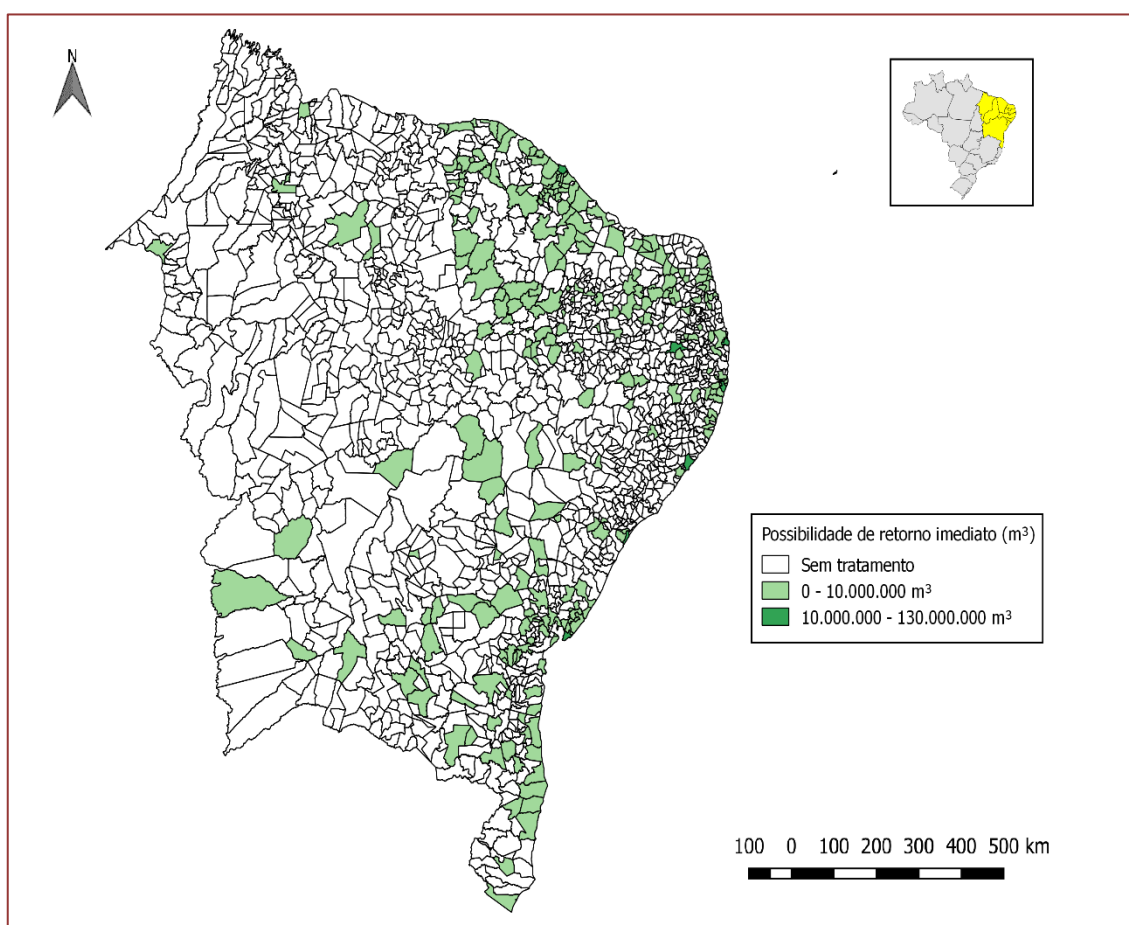 N
Possibilidade de retorno imediato (m³)
Sem tratamento
0 - 10.000.000 m³
10.000.000 - 130.000.000 m³
100 0 100 200 300 400 500 km